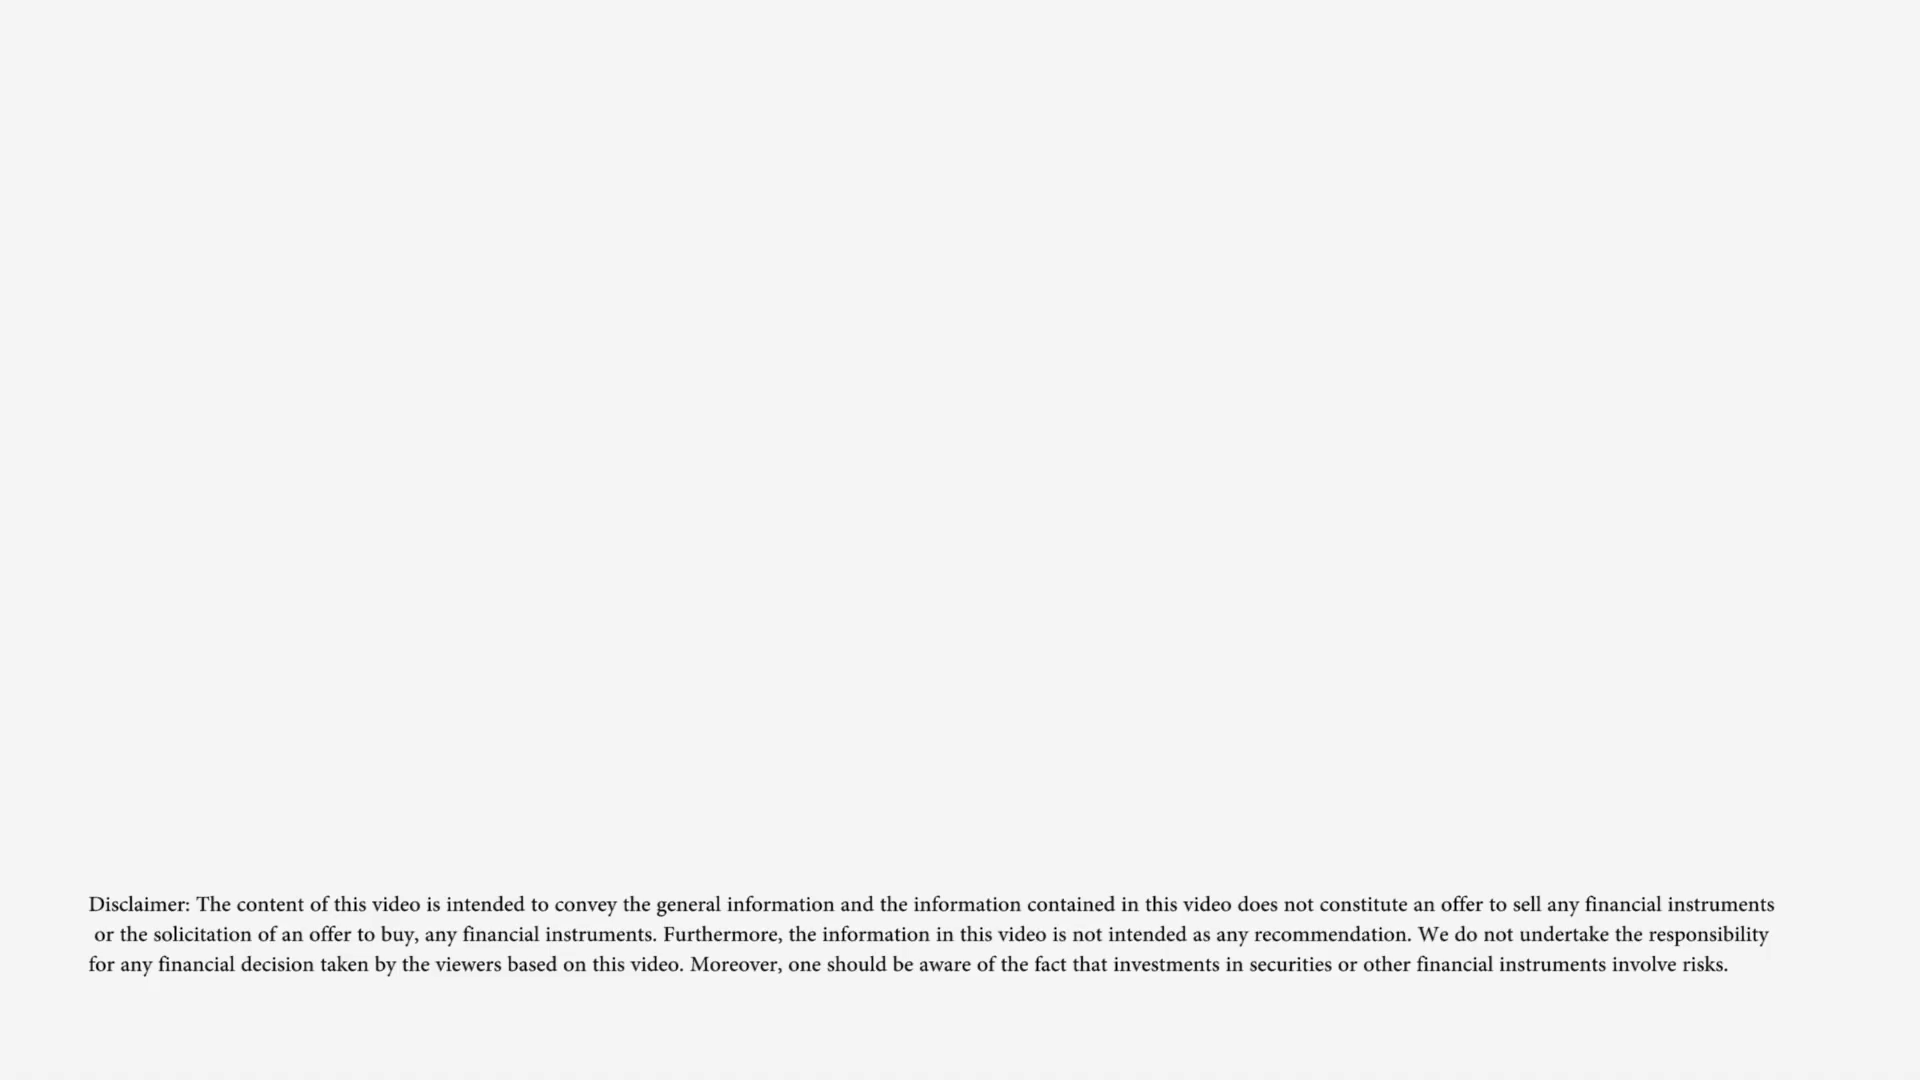 Disclaimer: The content of this video is intended to convey the general information and the information contained in this video does not constitute an offer to sell any financial instruments
or the solicitation of an offer to buy, any financial instruments. Furthermore, the information in this video is not intended as any recommendation. We do not undertake the responsibility
for any financial decision taken by the viewers based on this video. Moreover, one should be aware of the fact that investments in securities or other financial instruments involve risks.